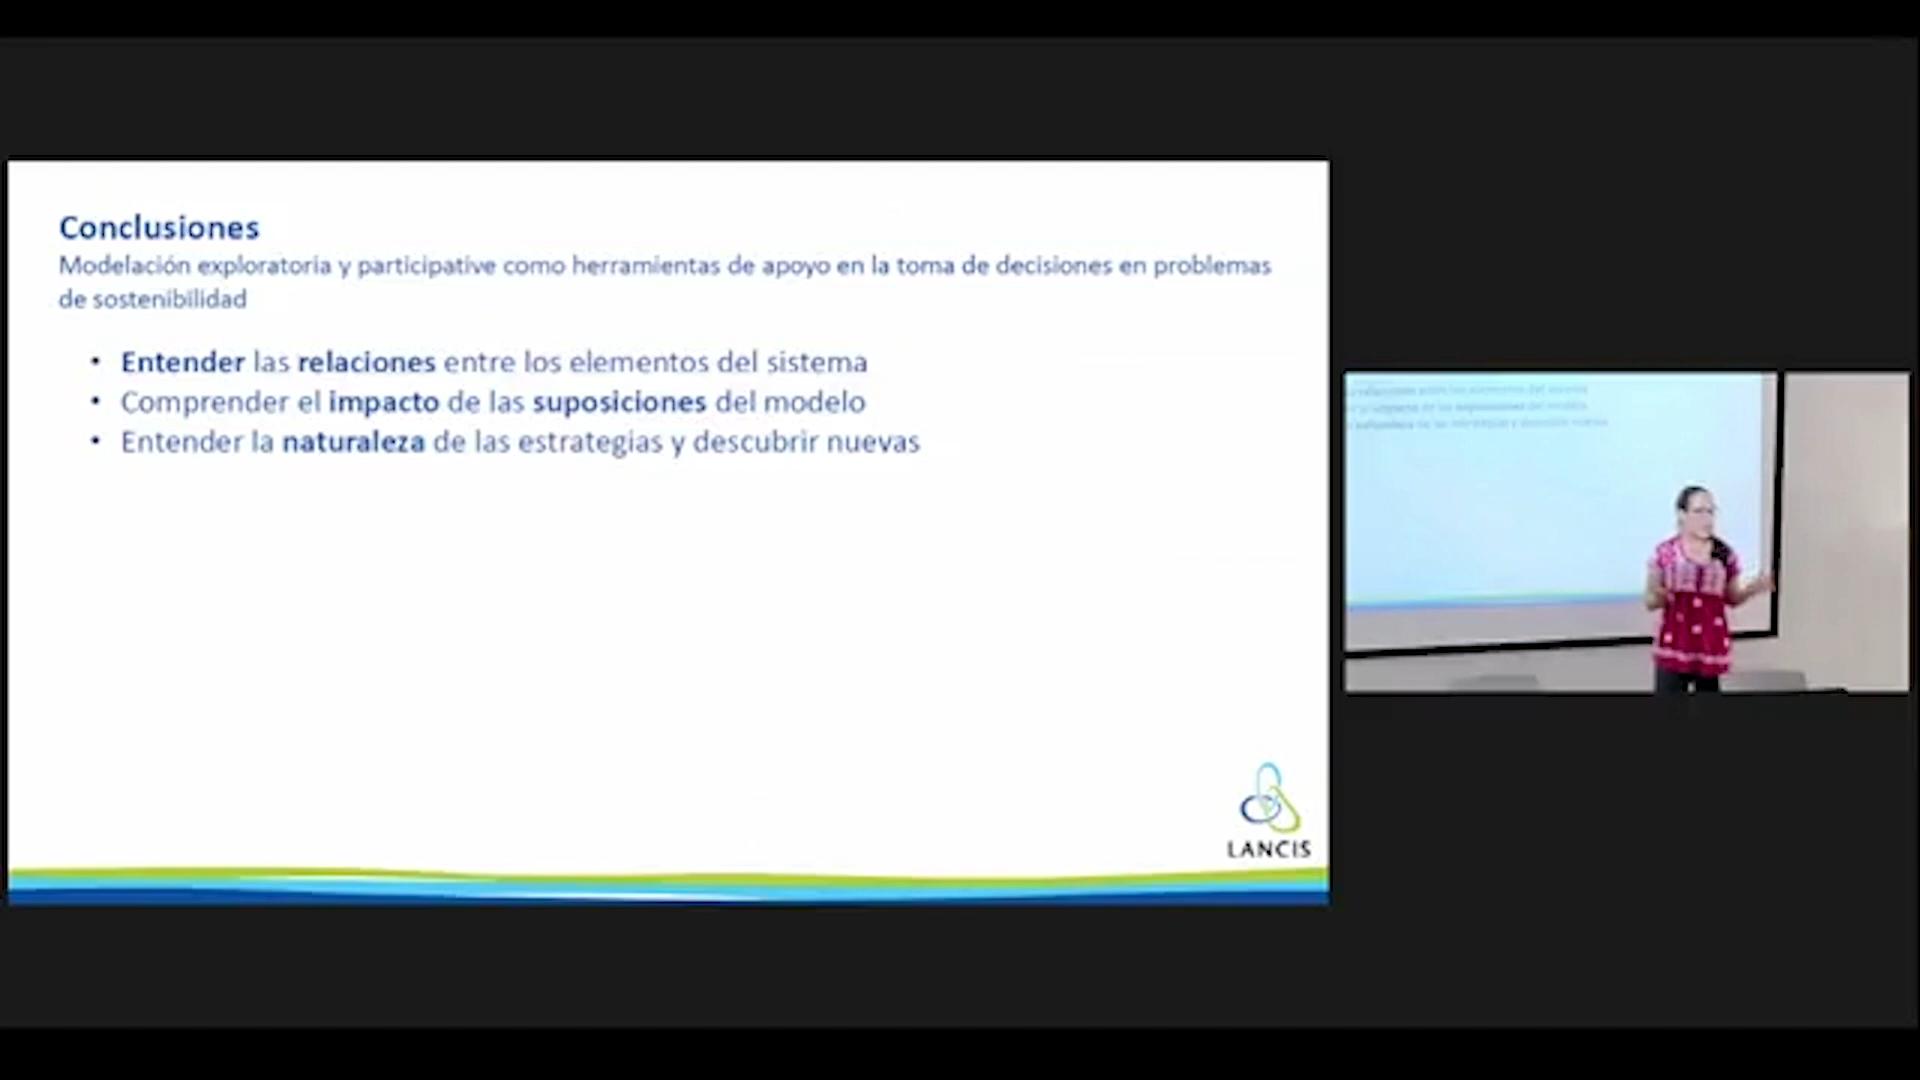 Conclusiones
Modelación exploratoria y participative como herramientas de apoyo en la toma de decisiones en problemas
de sostenibilidad
• Entender las relaciones entre los elementos del sistema
• Comprender el impacto de las suposiciones del modelo
• Entender la naturaleza de las estrategias y descubrir nuevas
LANCIS